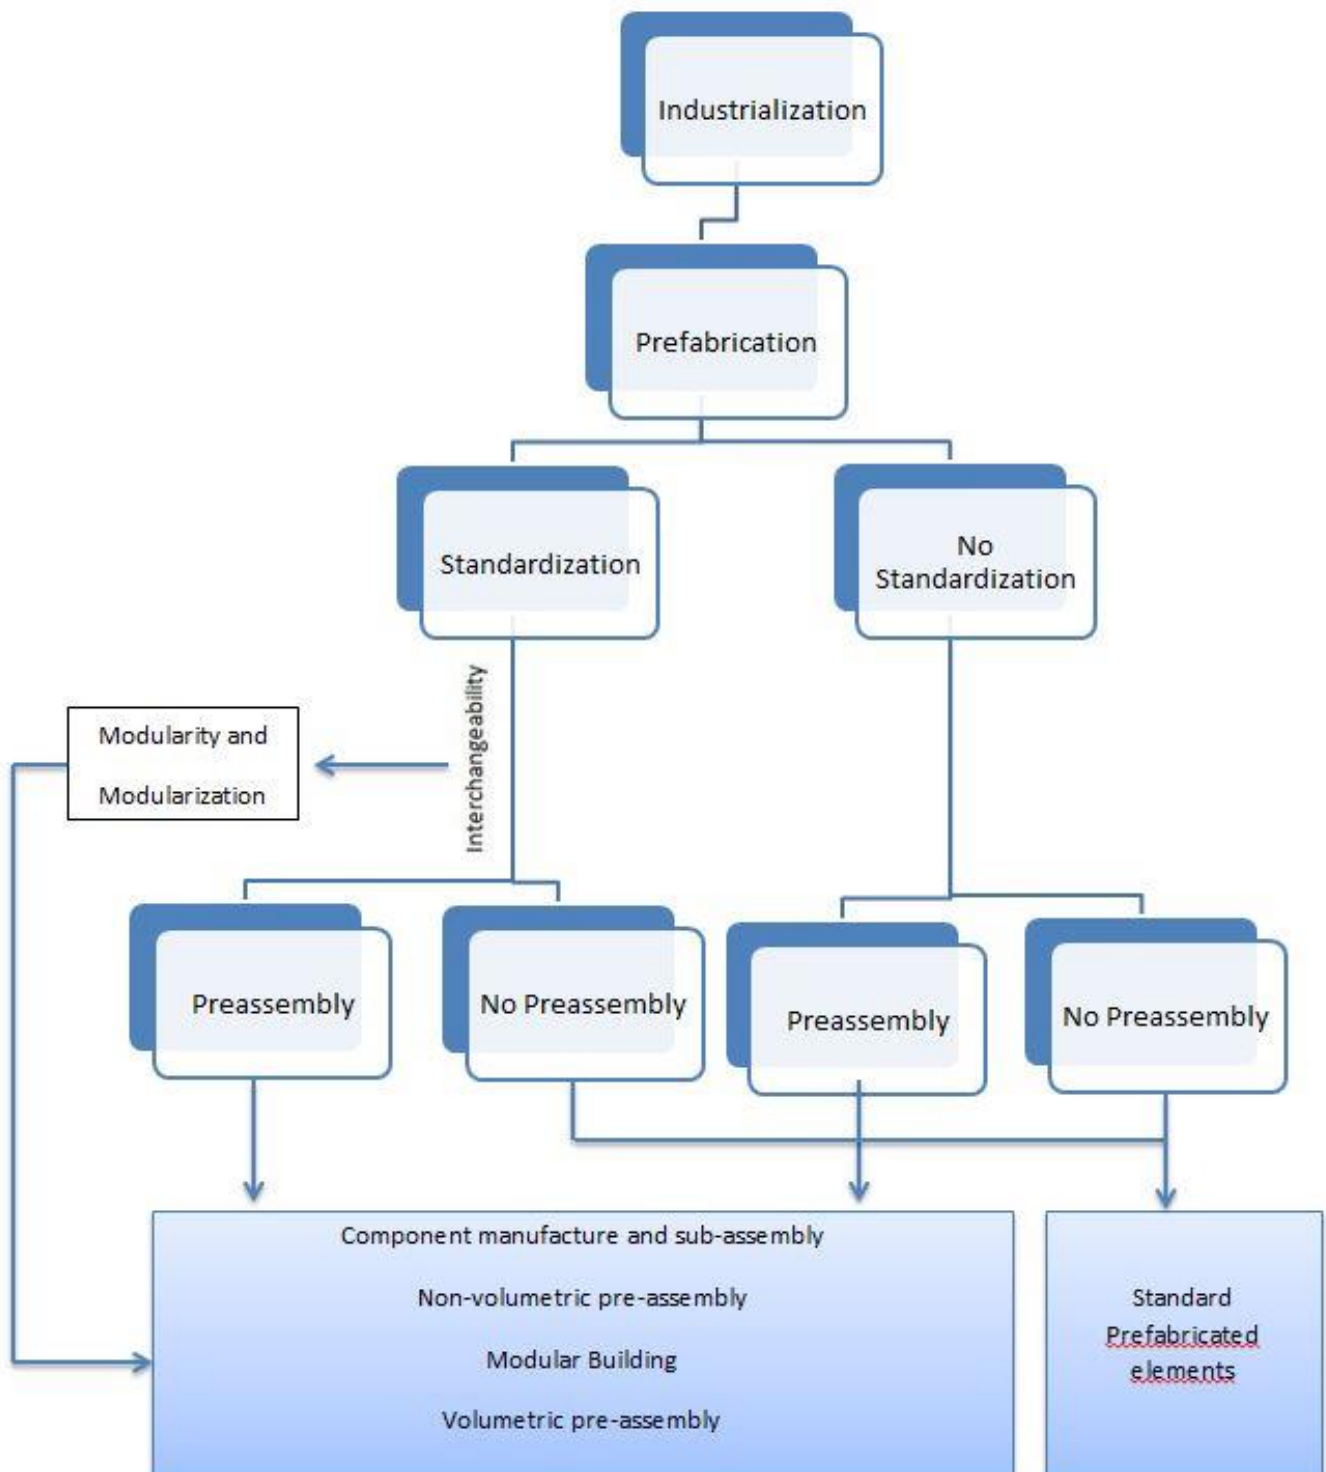 Industrialization
Prefabrication
Standardization
No
Standardization
Interchangeability
Modularity and
Modularization
Preassembly
No Preassembly
Preassembly
No Preassembly
Component manufacture and sub-assembly
Non-volumetric pre-assembly
Modular Building
Volumetric pre-assembly
Standard
Prefabricated
elements